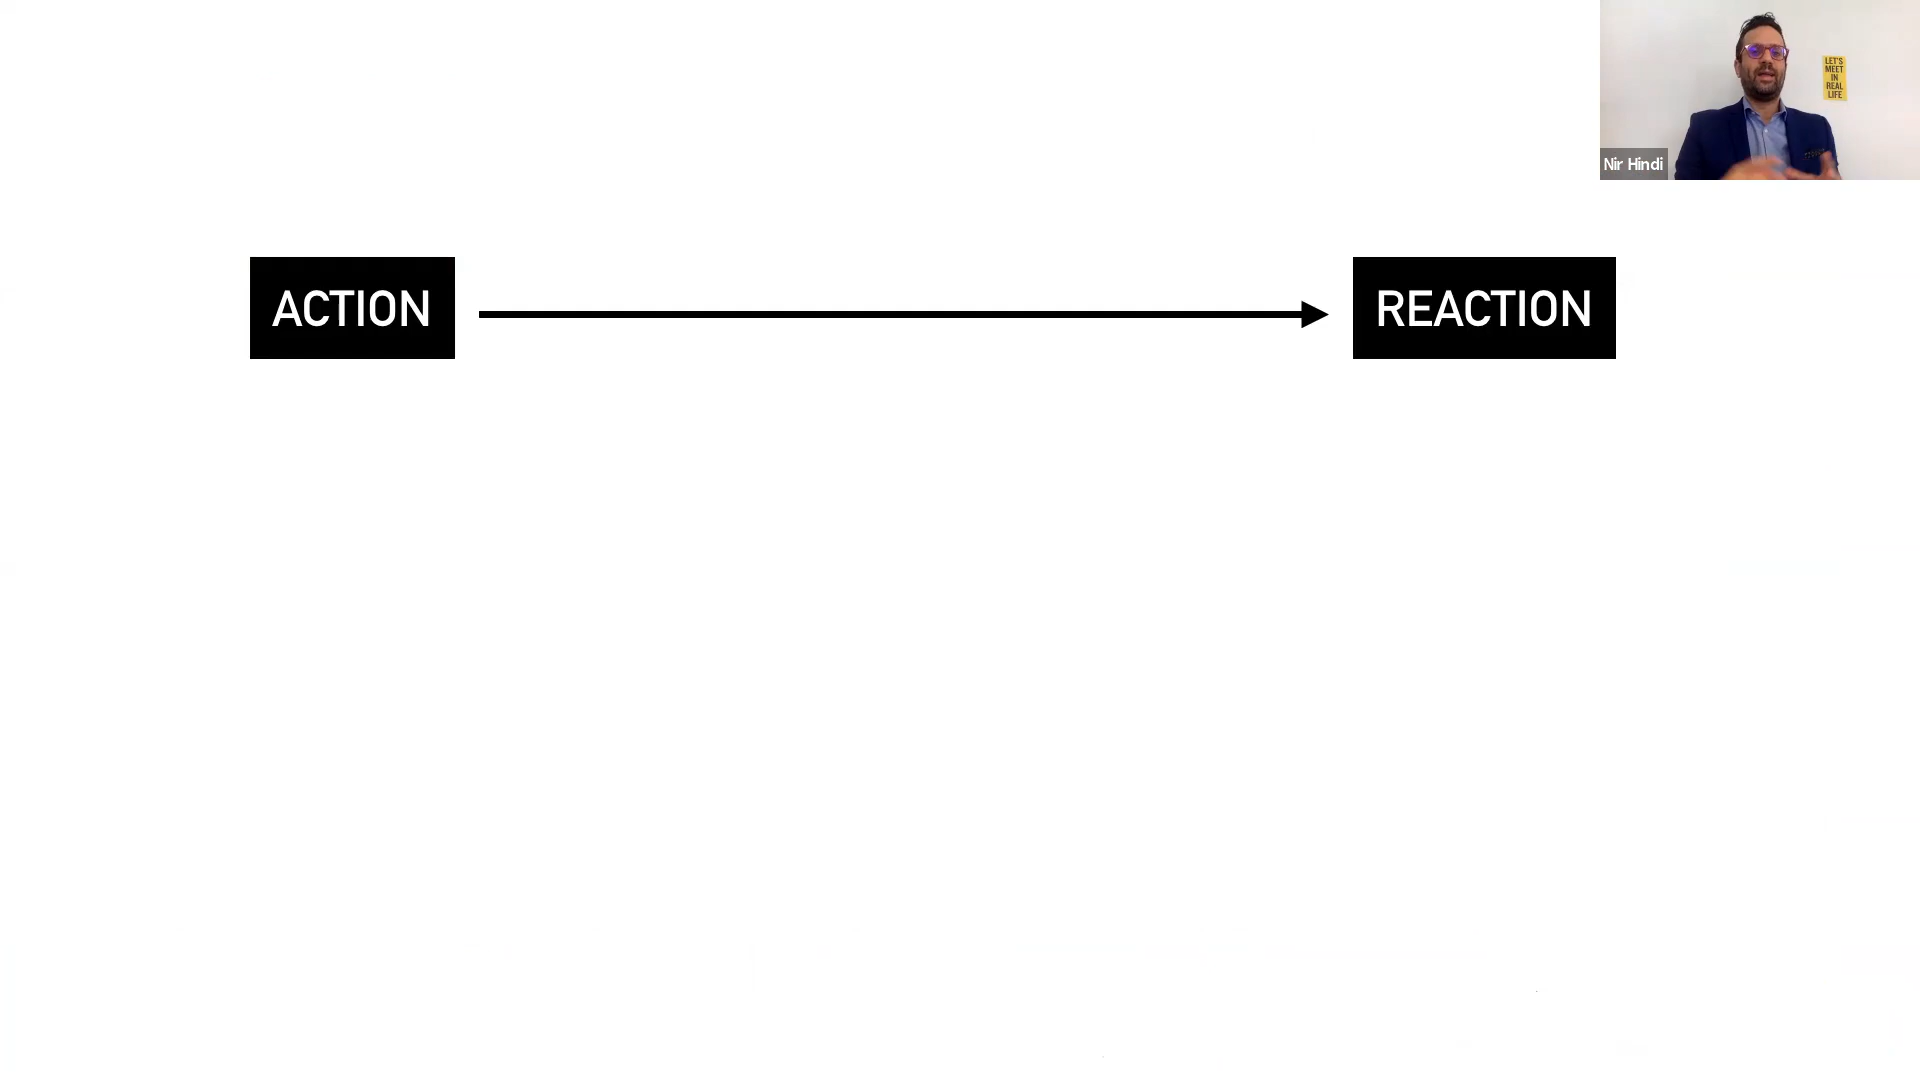 LET'S
MEET
IN
REAL
LIFE
Nir Hindi
ACTION
REACTION